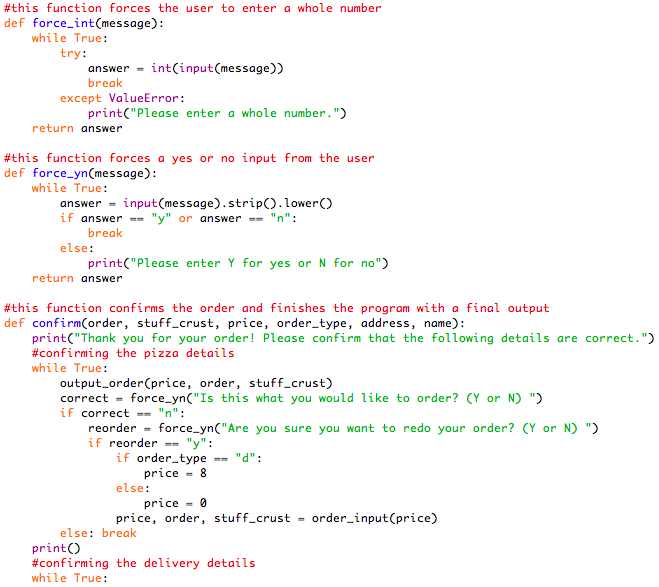 #this function forces the user to enter a whole number
def force_int(message):
    while True:
        try:
            answer = int(input(message))
            break
        except ValueError:
            print("Please enter a whole number.")
    return answer

#this function forces a yes or no input from the user
def force_yn(message):
    while True:
        answer = input(message).strip().lower()
        if answer == "y" or answer == "n":
            break
        else:
            print("Please enter Y for yes or N for no")
    return answer

#this function confirms the order and finishes the program with a final output
def confirm(order, stuff_crust, price, order_type, address, name):
    print("Thank you for your order! Please confirm that the following details are correct.")
    #confirming the pizza details
    while True:
        output_order(price, order, stuff_crust)
        correct = force_yn("Is this what you would like to order? (Y or N) ")
        if correct == "n":
            reorder = force_yn("Are you sure you want to redo your order? (Y or N) ")
            if reorder == "y":
                if order_type == "d":
                    price = 8
                else:
                    price = 0
                price, order, stuff_crust = order_input(price)
        else: break
    print()
    #confirming the delivery details
    while True: